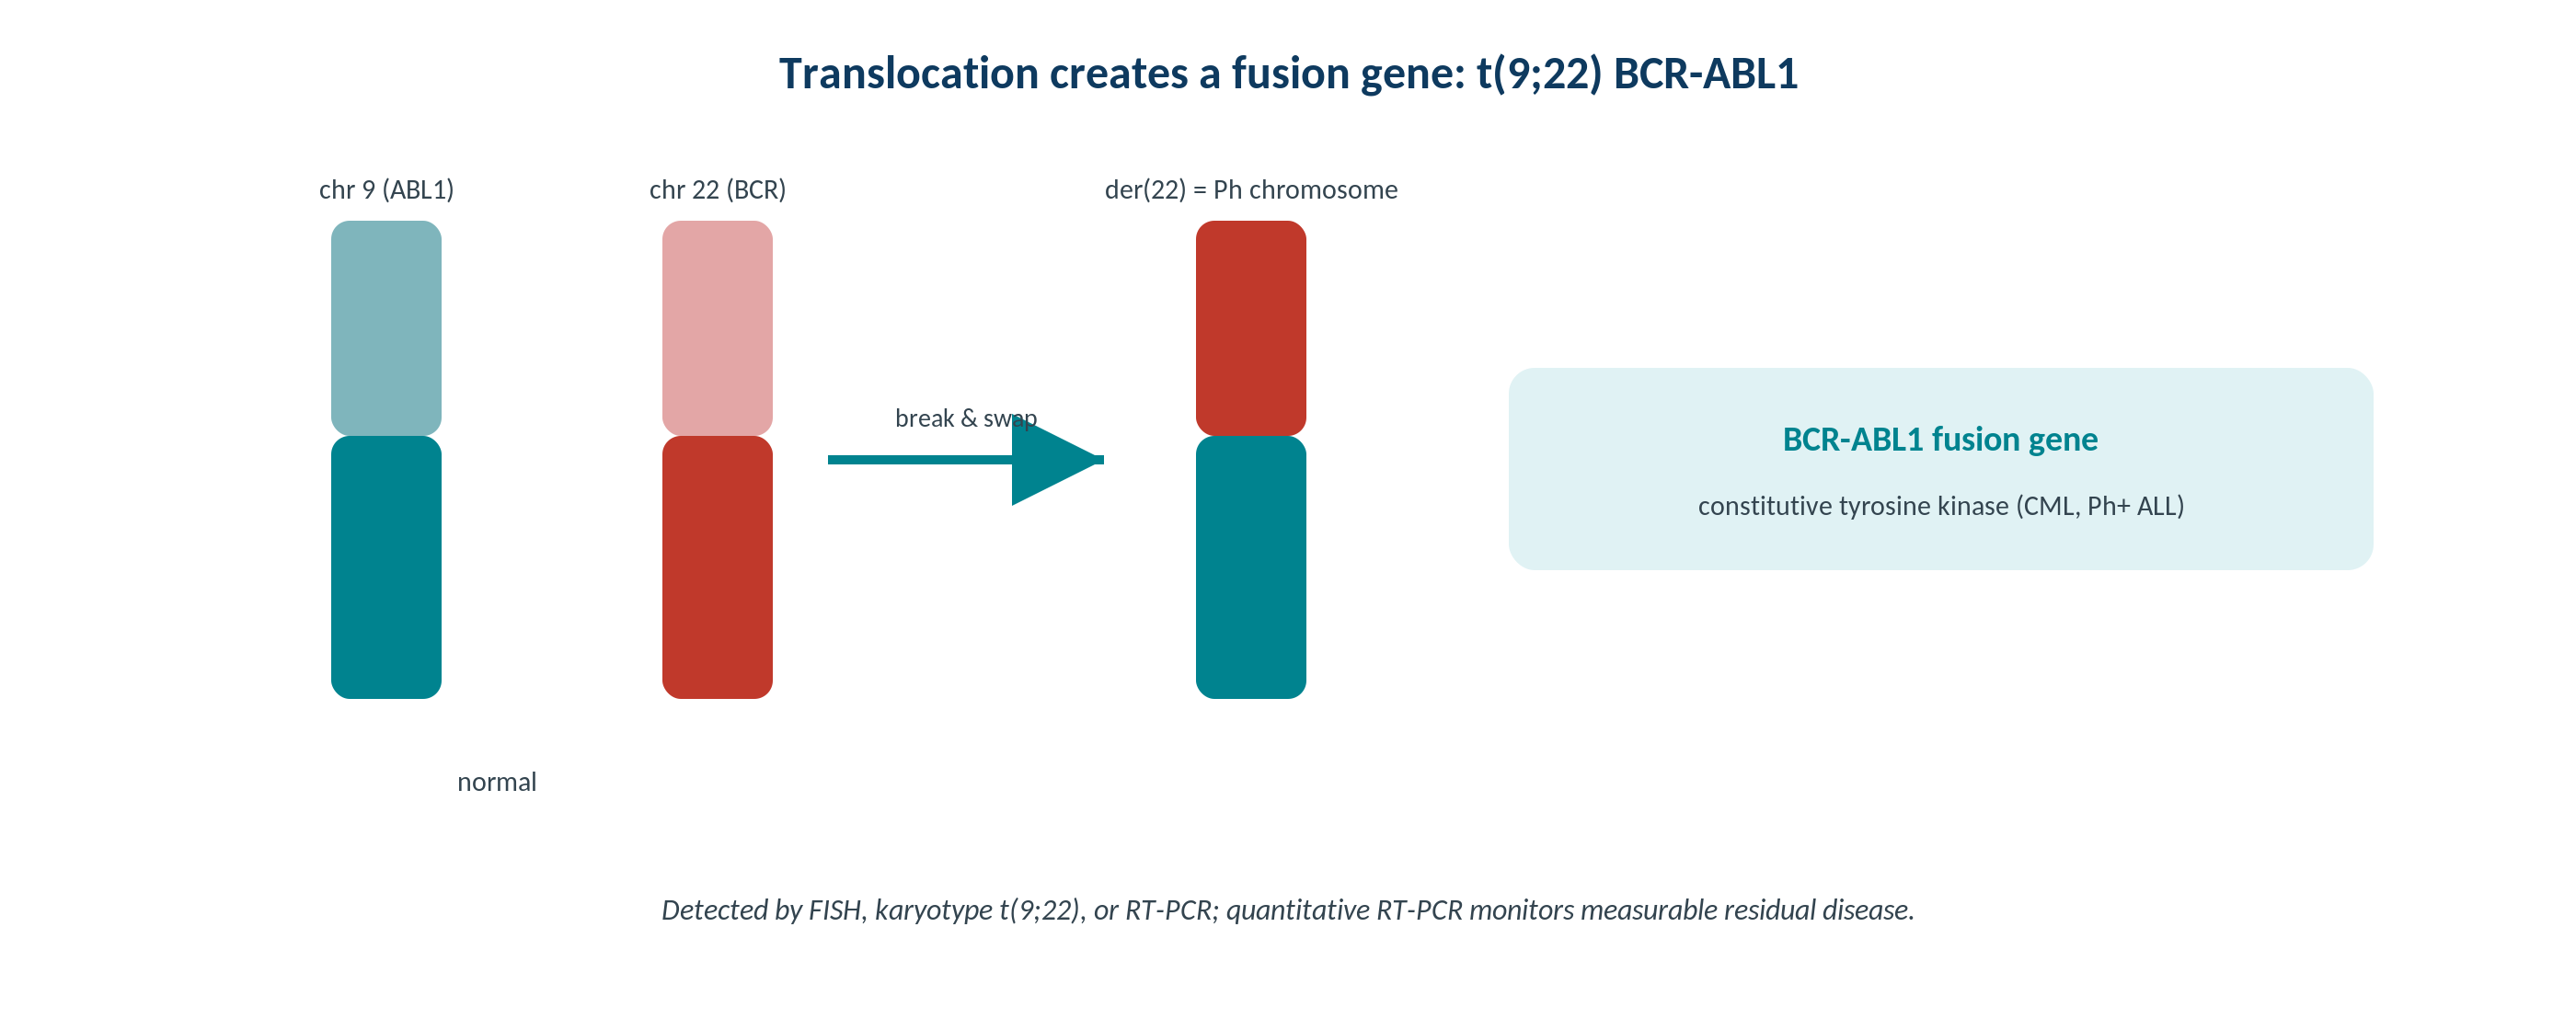 Translocation creates a fusion gene: t(9;22) BCR-ABL1
chr 9 (ABL1)
chr 22 (BCR)
der(22) = Ph chromosome
break & swap
BCR-ABL1 fusion gene
constitutive tyrosine kinase (CML, Ph+ ALL)
normal
Detected by FISH, karyotype t(9;22), or RT-PCR; quantitative RT-PCR monitors measurable residual disease.